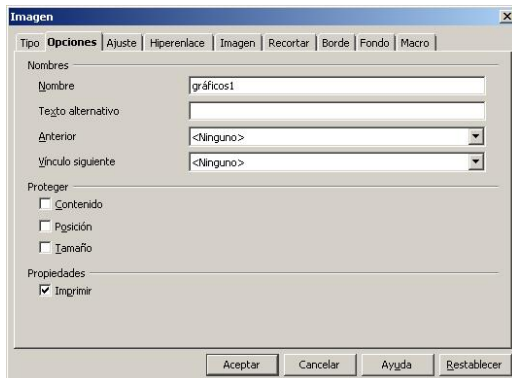 Imagen
Tipo Opciones Ajuste Hiperenlace Imagen Recortar Borde Fondo Macro
Nombres
Nombre gráficos1
Texto alternativo
Anterior <Ninguno>
Vínculo siguiente <Ninguno>
Proteger
Contenido
Posición
Tamaño
Propiedades
Imprimir
Aceptar Cancelar Ayuda Restablecer